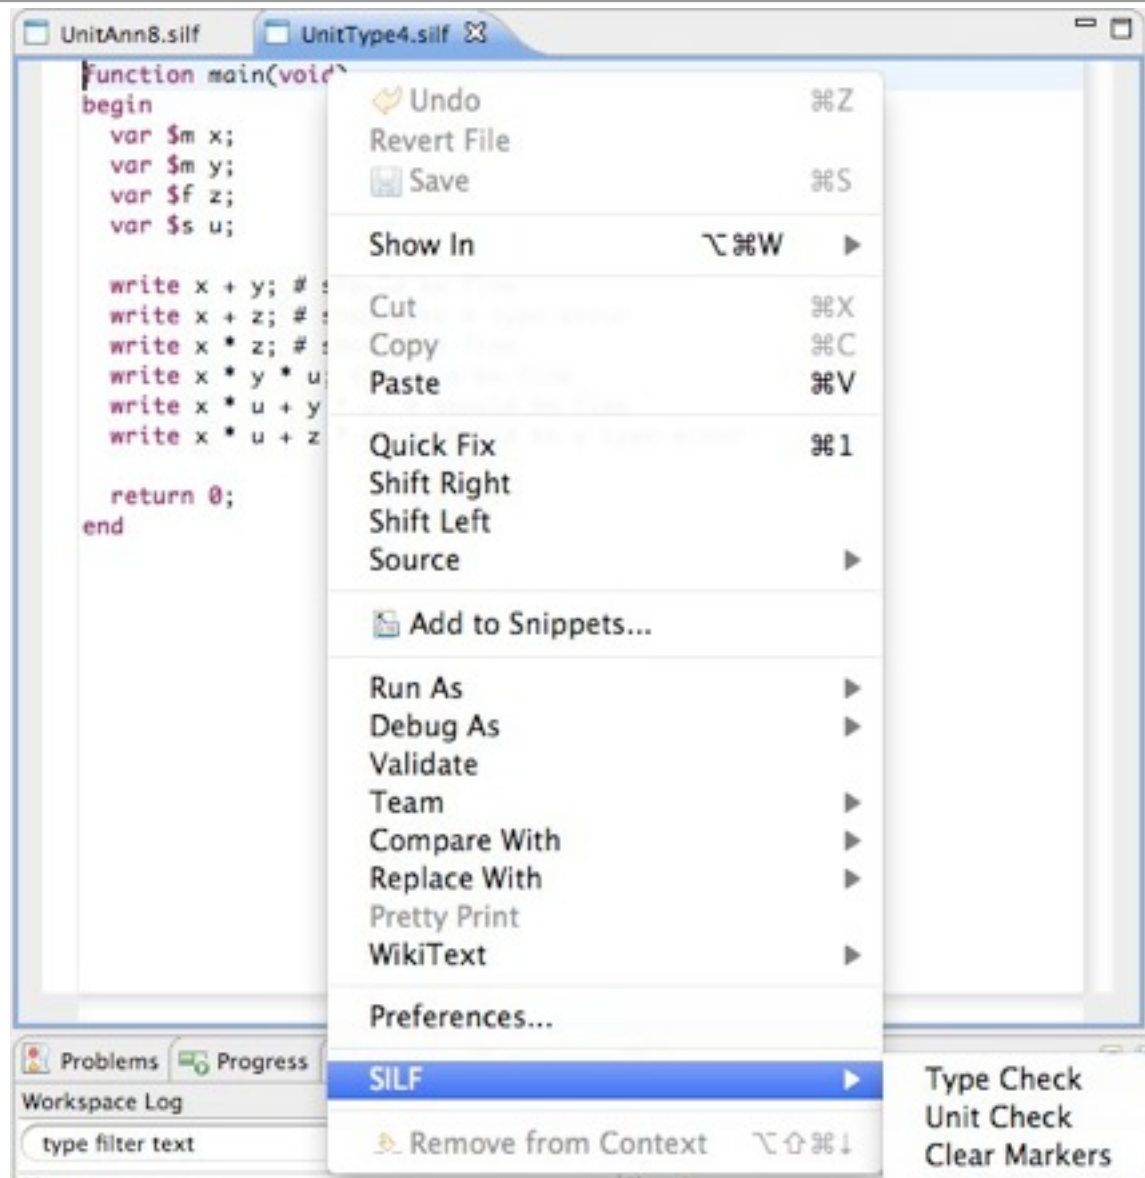 UnitAnn8.silf
UnitType4.silf
function main(void)
begin
var $m x;
var $m y;
var $f z;
var $s u;
write x + y; #
write x + z; #
write x * z; #
write x * y * u;
write x * u + y
write x * u + z
return 0;
end
Undo ⌘Z
Revert File
Save ⌘S
Show In ⌥⌘W
Cut ⌘X
Copy ⌘C
Paste ⌘V
Quick Fix ⌘1
Shift Right
Shift Left
Source
Add to Snippets...
Run As
Debug As
Validate
Team
Compare With
Replace With
Pretty Print
WikiText
Preferences...
SILF
Remove from Context ⌥⇧⌘↓
Type Check
Unit Check
Clear Markers
Problems
Progress
Workspace Log
type filter text